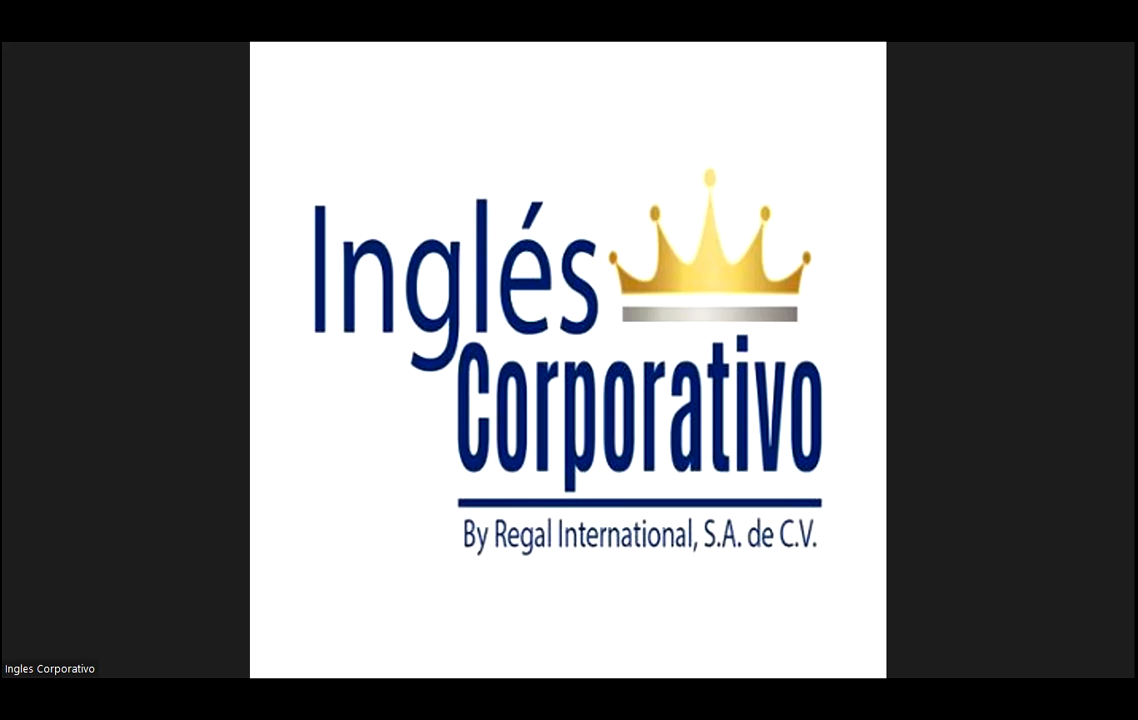 Inglés
Corporativo
By Regal International, S.A. de C.V.
Ingles Corporativo